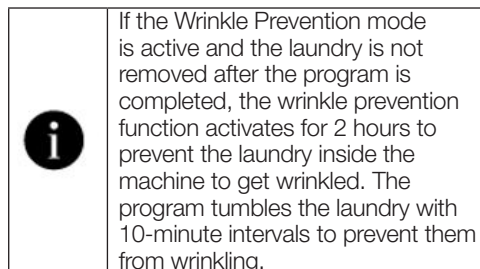 If the Wrinkle Prevention mode
is active and the laundry is not
removed after the program is
completed, the wrinkle prevention
function activates for 2 hours to
prevent the laundry inside the
machine to get wrinkled. The
program tumbles the laundry with
10-minute intervals to prevent them
from wrinkling.